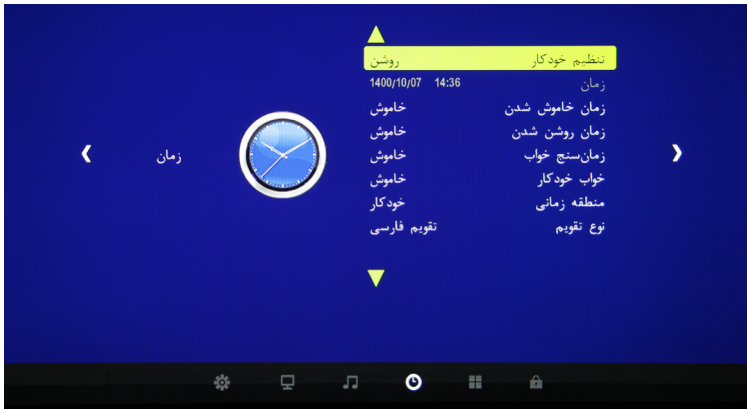 تنظیم خودکار روشن
زمان 1400/10/07 14:36
زمان خاموش شدن خاموش
زمان روشن شدن خاموش
زمان‌سنج خواب خاموش
خواب خودکار خاموش
منطقه زمانی خودکار
نوع تقویم تقویم فارسی
زمان